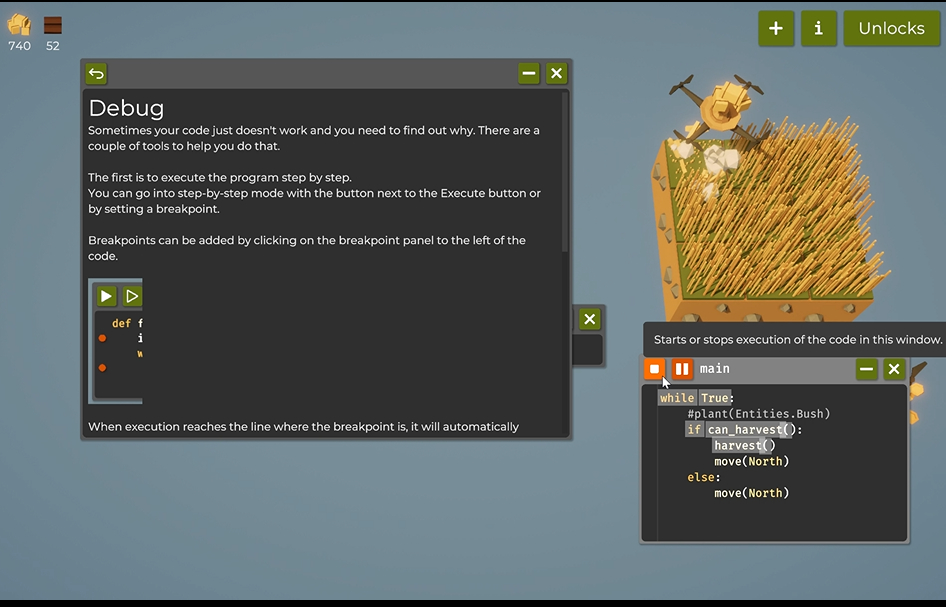 740 52
i
Unlocks
Debug
Sometimes your code just doesn't work and you need to find out why. There are a
couple of tools to help you do that.
The first is to execute the program step by step.
You can go into step-by-step mode with the button next to the Execute button or
by setting a breakpoint.
Breakpoints can be added by clicking on the breakpoint panel to the left of the
code.
def f
i
w
When execution reaches the line where the breakpoint is, it will automatically
Starts or stops execution of the code in this window.
main
while True:
#plant(Entities.Bush)
if can_harvest():
harvest()
move(North)
else:
move(North)